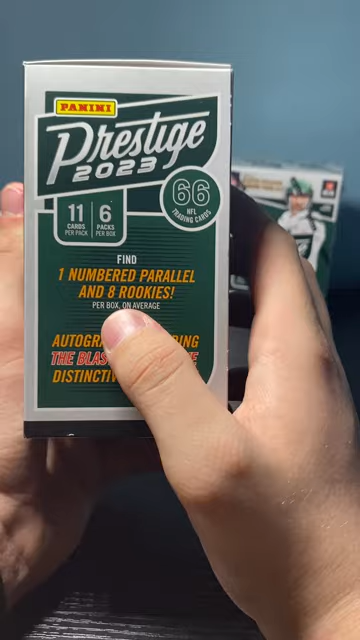 PANINI
Prestige
2023
66
NFL
TRADING CARDS
11
CARDS
PER PACK
6
PACKS
PER BOX
FIND
1 NUMBERED PARALLEL
AND 8 ROOKIES!
PER BOX, ON AVERAGE
THE